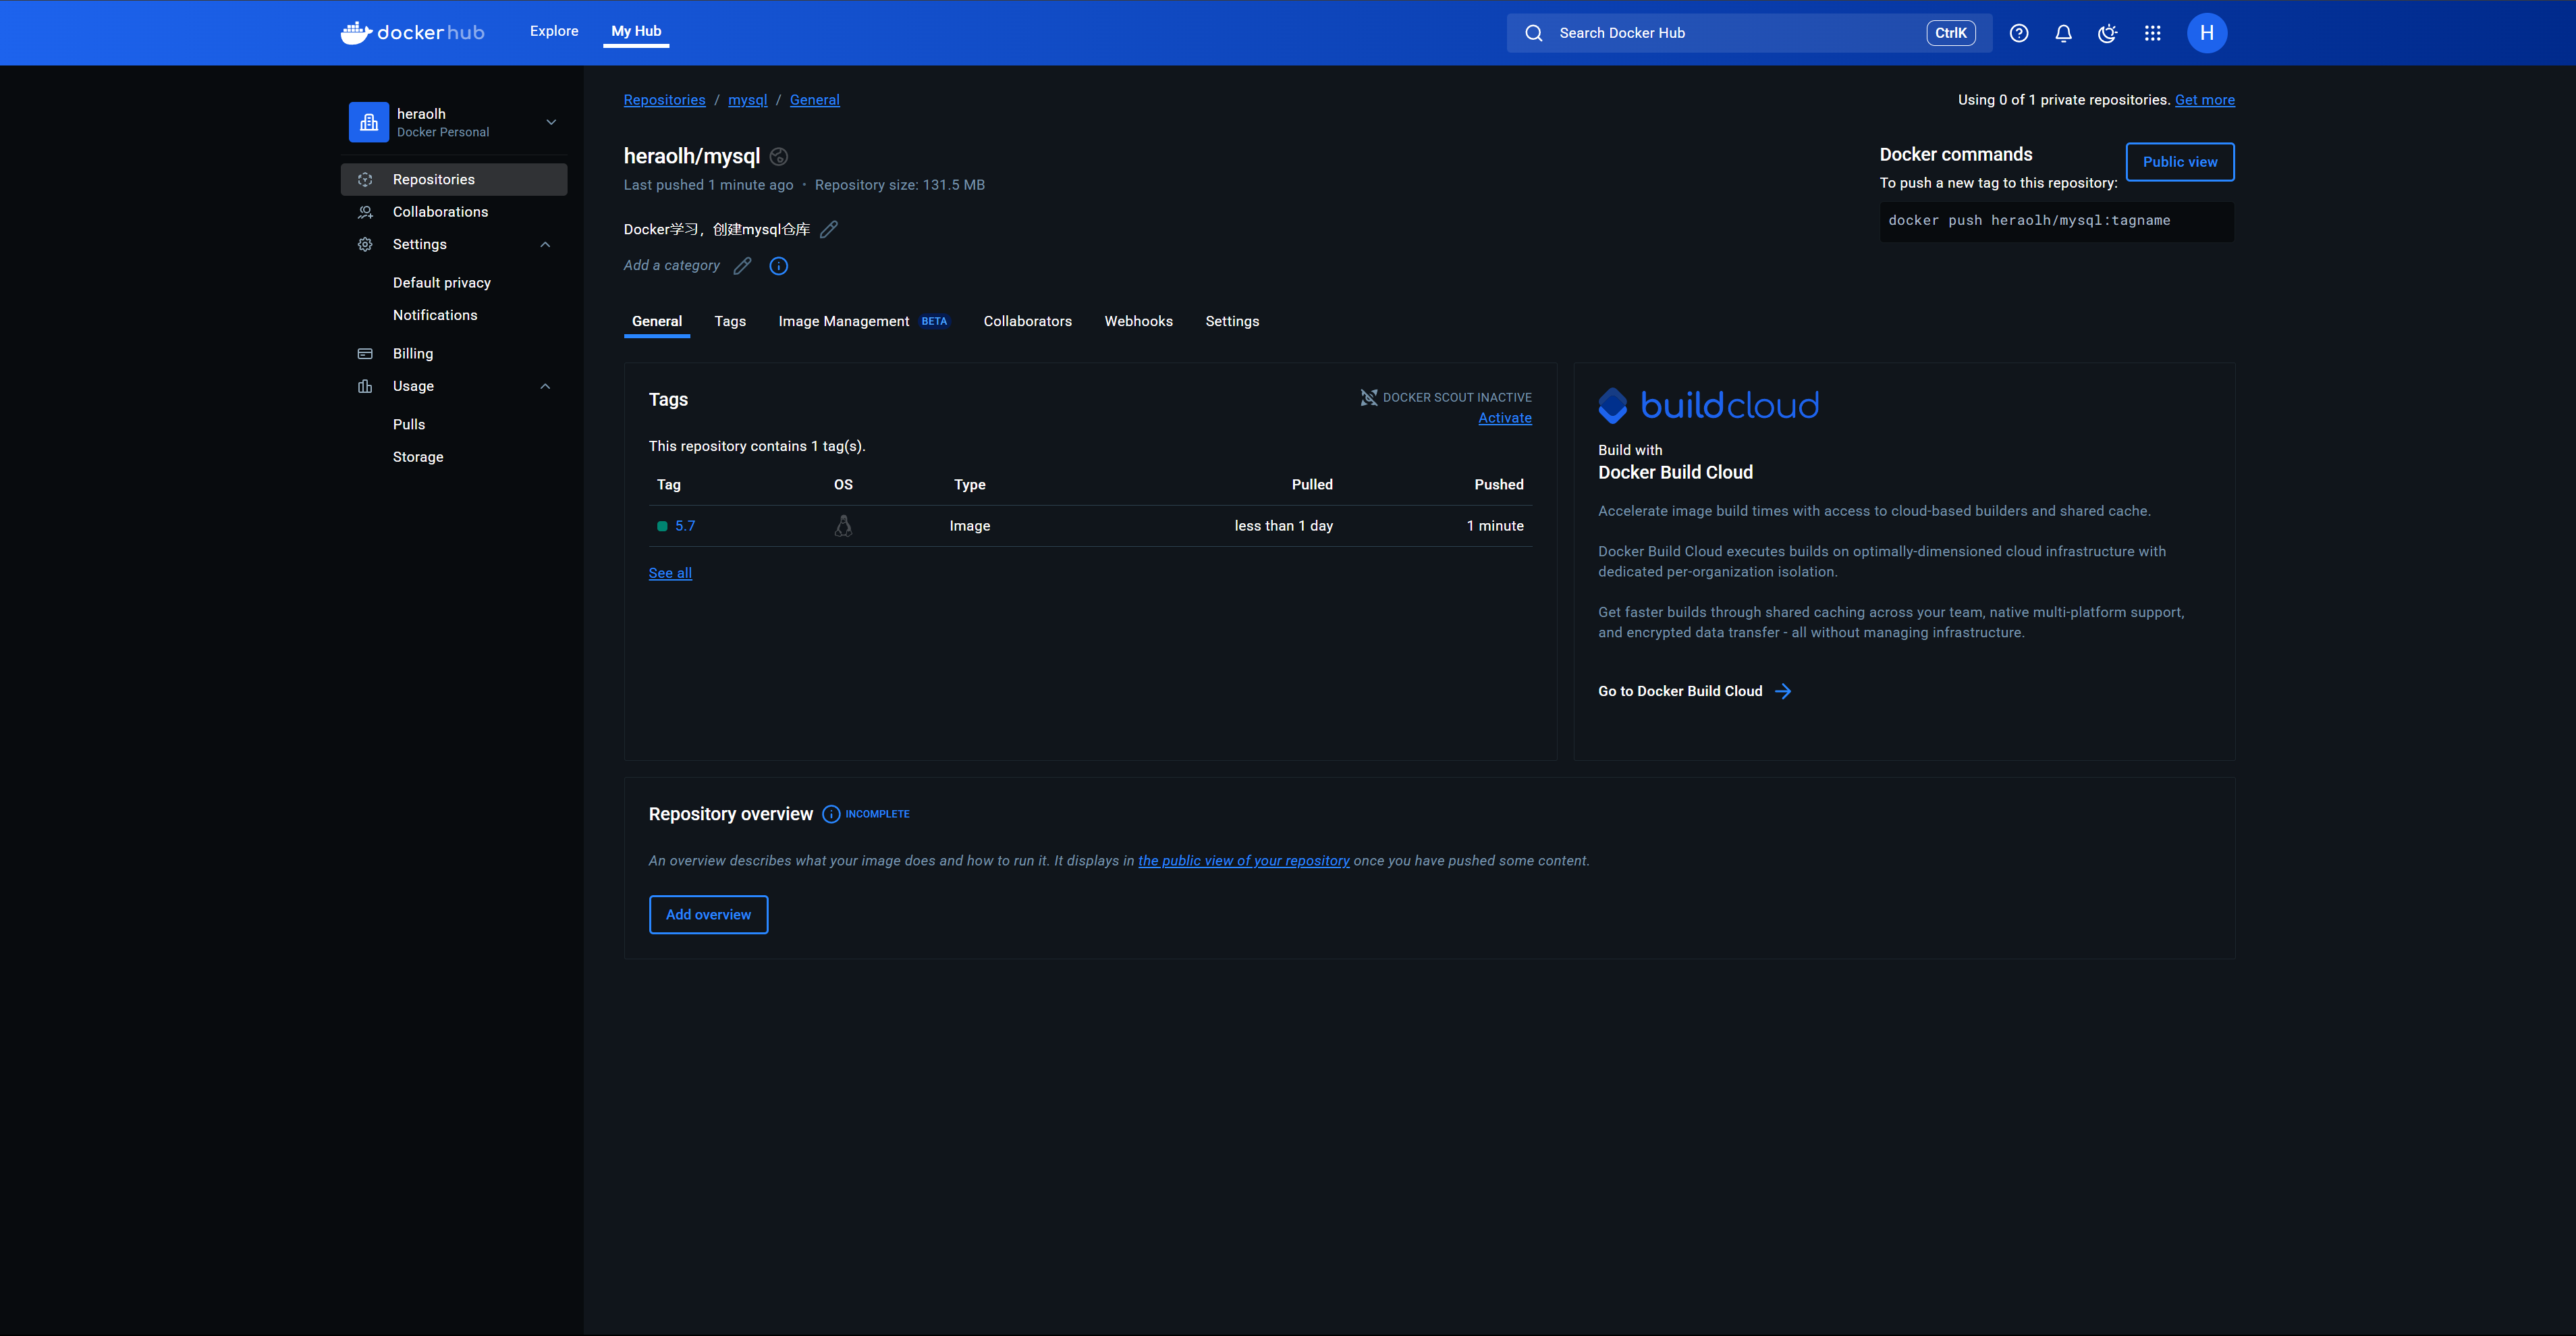 dockerhub
Explore
My Hub
Search Docker Hub
CtrlK
H
heraolh
Docker Personal
Repositories
Collaborations
Settings
Default privacy
Notifications
Billing
Usage
Pulls
Storage
Repositories / mysql / General
Using 0 of 1 private repositories. Get more
heraolh/mysql
Last pushed 1 minute ago • Repository size: 131.5 MB
Docker学习，创建mysql仓库
Add a category
Docker commands
Public view
To push a new tag to this repository:
docker push heraolh/mysql:tagname
General
Tags
Image Management BETA
Collaborators
Webhooks
Settings
Tags
DOCKER SCOUT INACTIVE
Activate
This repository contains 1 tag(s).
Tag OS Type Pulled Pushed
5.7 Image less than 1 day 1 minute
See all
buildcloud
Build with
Docker Build Cloud
Accelerate image build times with access to cloud-based builders and shared cache.
Docker Build Cloud executes builds on optimally-dimensioned cloud infrastructure with
dedicated per-organization isolation.
Get faster builds through shared caching across your team, native multi-platform support,
and encrypted data transfer - all without managing infrastructure.
Go to Docker Build Cloud
Repository overview INCOMPLETE
An overview describes what your image does and how to run it. It displays in the public view of your repository once you have pushed some content.
Add overview